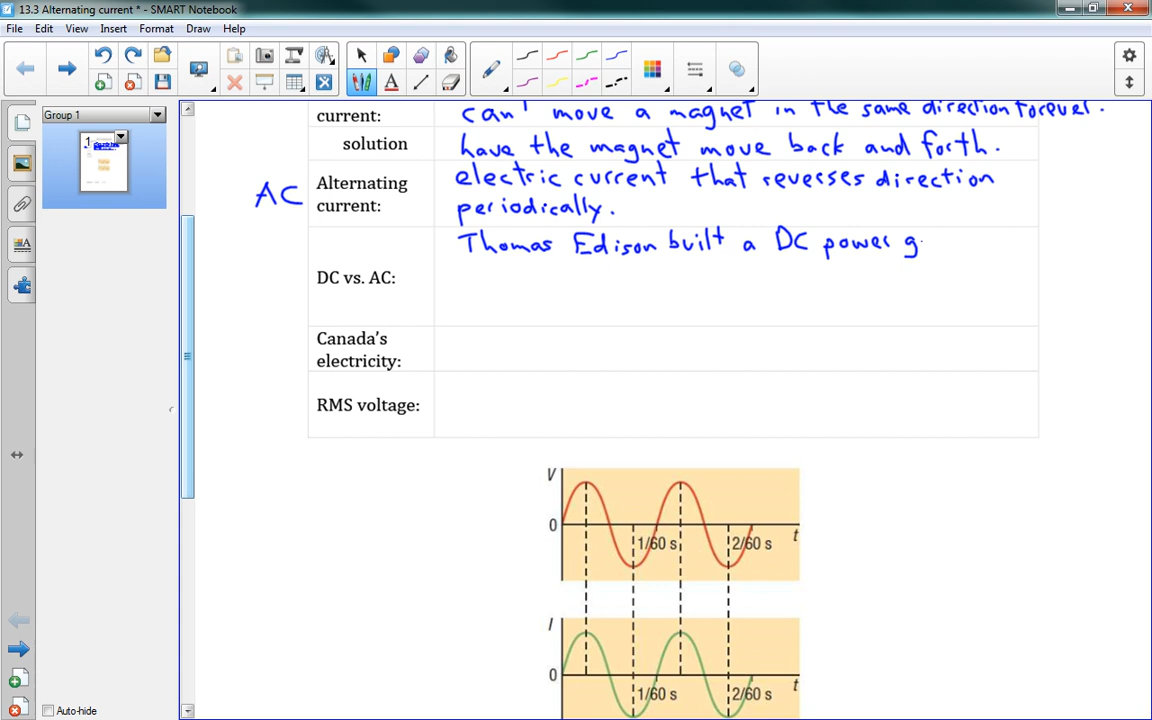 13.3 Alternating current * - SMART Notebook
File Edit View Insert Format Draw Help
Group 1
1
current: can't move a magnet in the same direction forever.
solution have the magnet move back and forth.
AC Alternating current: electric current that reverses direction
periodically.
DC vs. AC: Thomas Edison built a DC power g
Canada's
electricity:
RMS voltage:
V
0
1/60 s
2/60 s
t
I
0
1/60 s
2/60 s
t
Auto-hide